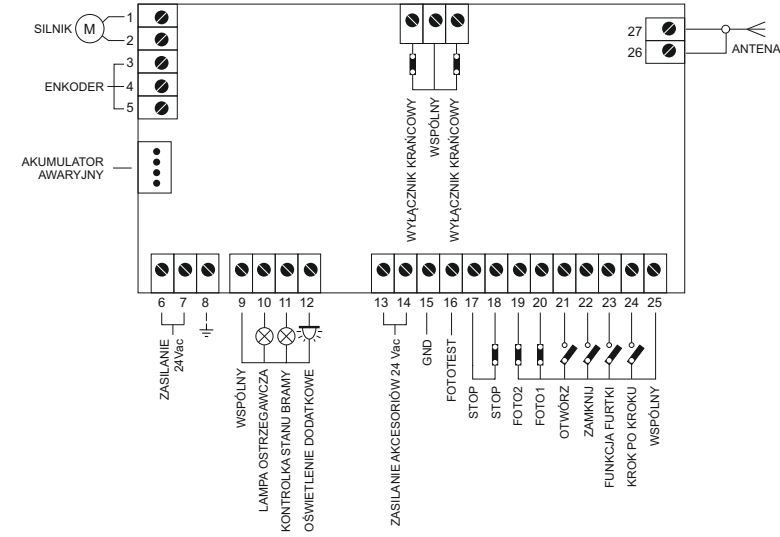 SILNIK
M
1
2
3
4
5
ENKODER
AKUMULATOR
AWARYJNY
WYŁĄCZNIK KRAŃCOWY
WSPÓLNY
WYŁĄCZNIK KRAŃCOWY
27
26
ANTENA
6 7 8 9 10 11 12 13 14 15 16 17 18 19 20 21 22 23 24 25
ZASILANIE
24Vac
WSPÓLNY
LAMPA OSTRZEGAWCZA
KONTROLKA STANU BRAMY
OŚWIETLENIE DODATKOWE
ZASILANIE AKCESORIÓW 24 Vac
GND
FOTOTEST
STOP
STOP
FOTO2
FOTO1
OTWÓRZ
ZAMKNIJ
FUNKCJA FURTKI
KROK PO KROKU
WSPÓLNY